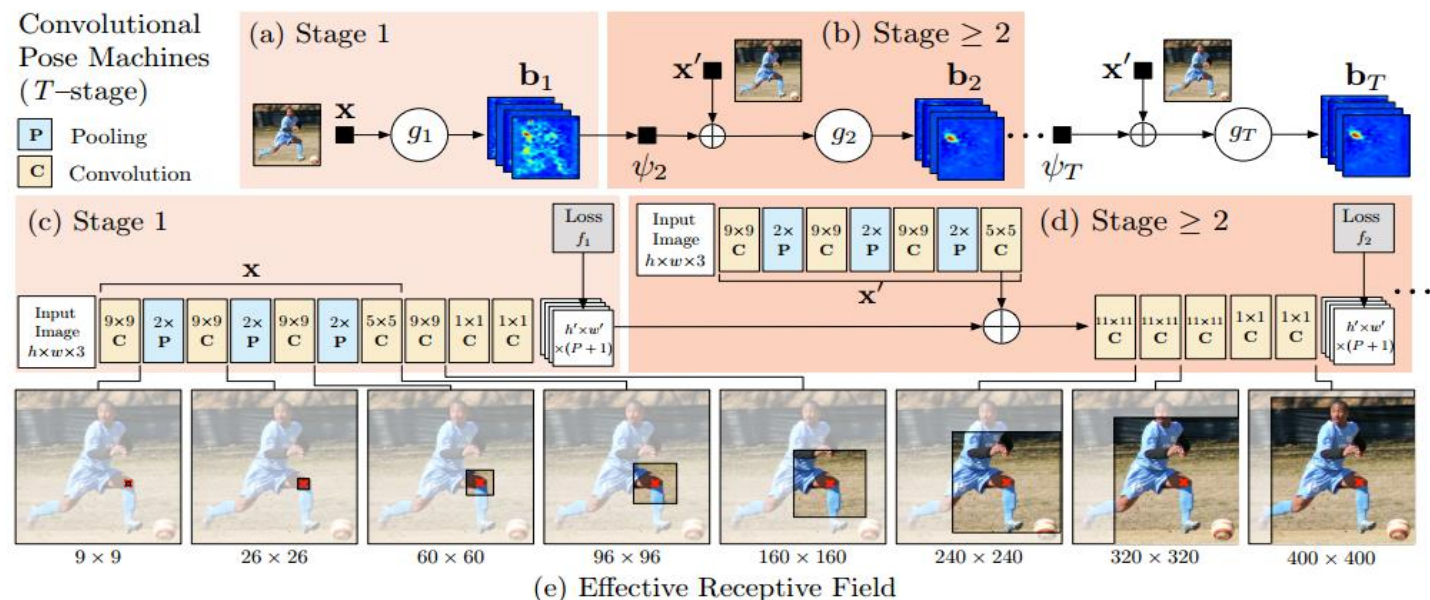 Convolutional
Pose Machines
(T–stage)
P Pooling
C Convolution
(a) Stage 1
x
g₁
b₁
(b) Stage ≥ 2
x′
ψ₂
g₂
b₂
x′
ψ_T
g_T
b_T
(c) Stage 1
x
Input
Image
h×w×3
9×9 C
2× P
9×9 C
2× P
9×9 C
2× P
5×5 C
9×9 C
1×1 C
1×1 C
Loss
f₁
h′×w′
×(P+1)
(d) Stage ≥ 2
Input
Image
h×w×3
9×9 C
2× P
9×9 C
2× P
9×9 C
2× P
5×5 C
x′
11×11 C
11×11 C
11×11 C
1×1 C
1×1 C
Loss
f₂
h′×w′
×(P+1)
9 × 9
26 × 26
60 × 60
96 × 96
160 × 160
240 × 240
320 × 320
400 × 400
(e) Effective Receptive Field